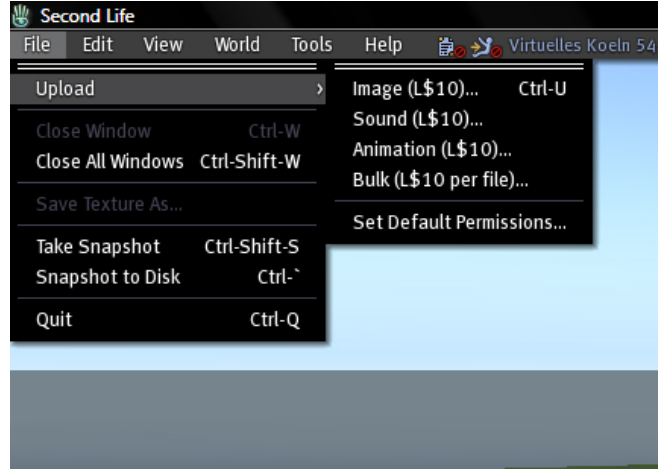 Second Life
File Edit View World Tools Help Virtuelles Koeln 54
Upload >
Close Window Ctrl-W
Close All Windows Ctrl-Shift-W
Save Texture As...
Take Snapshot Ctrl-Shift-S
Snapshot to Disk Ctrl-`
Quit Ctrl-Q
Image (L$10)... Ctrl-U
Sound (L$10)...
Animation (L$10)...
Bulk (L$10 per file)...
Set Default Permissions...